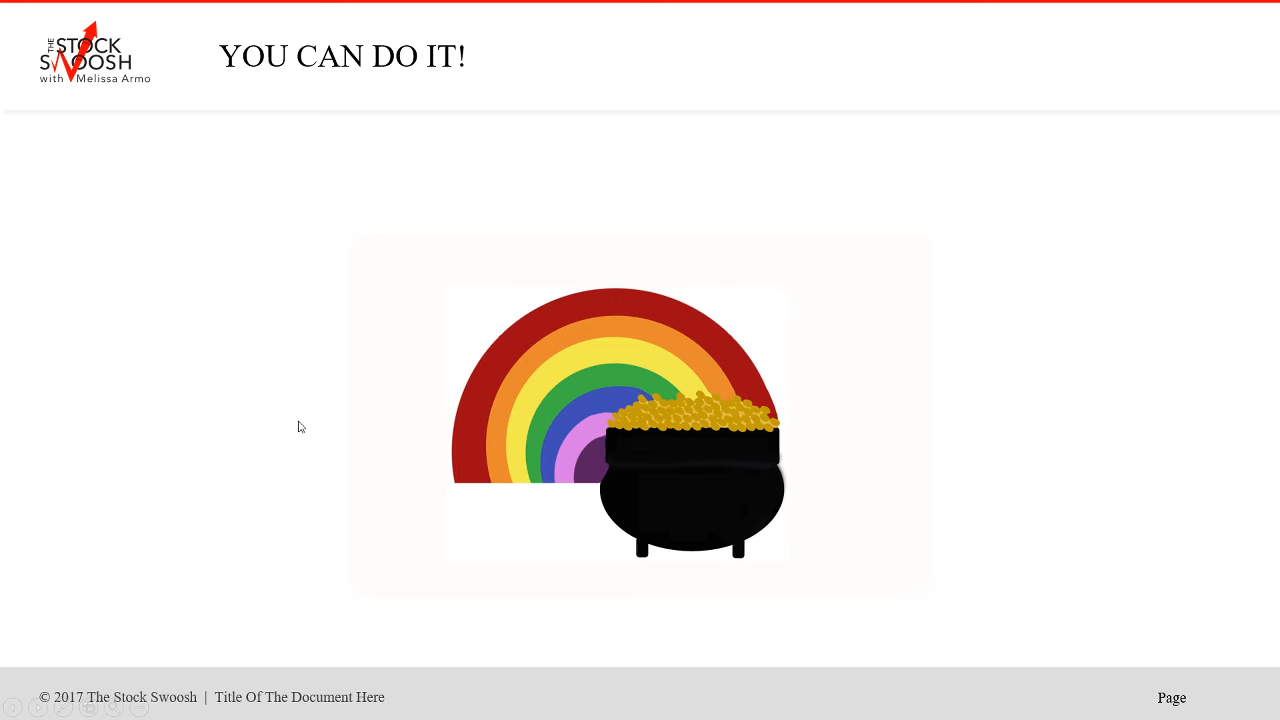 THE
STOCK
SWOOSH
with Melissa Armo
YOU CAN DO IT!
© 2017 The Stock Swoosh | Title Of The Document Here
Page